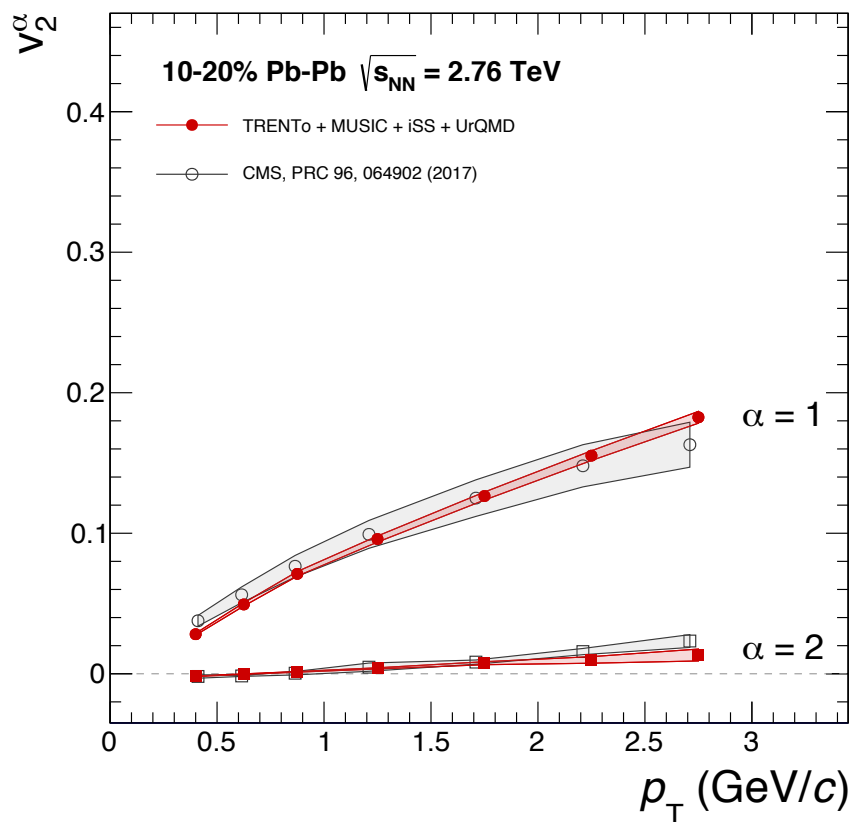 v₂^α
10-20% Pb-Pb √s_NN = 2.76 TeV
TRENTo + MUSIC + iSS + UrQMD
CMS, PRC 96, 064902 (2017)
0.4
0.3
0.2
0.1
0
α = 1
α = 2
0 0.5 1 1.5 2 2.5 3
p_T (GeV/c)